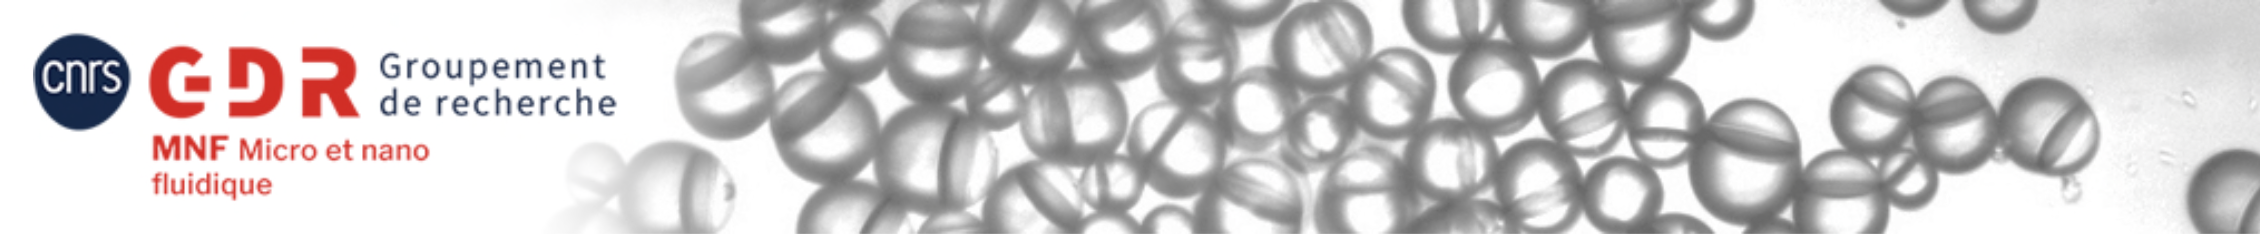 cnrs
GDR
Groupement
de recherche
MNF Micro et nano
fluidique